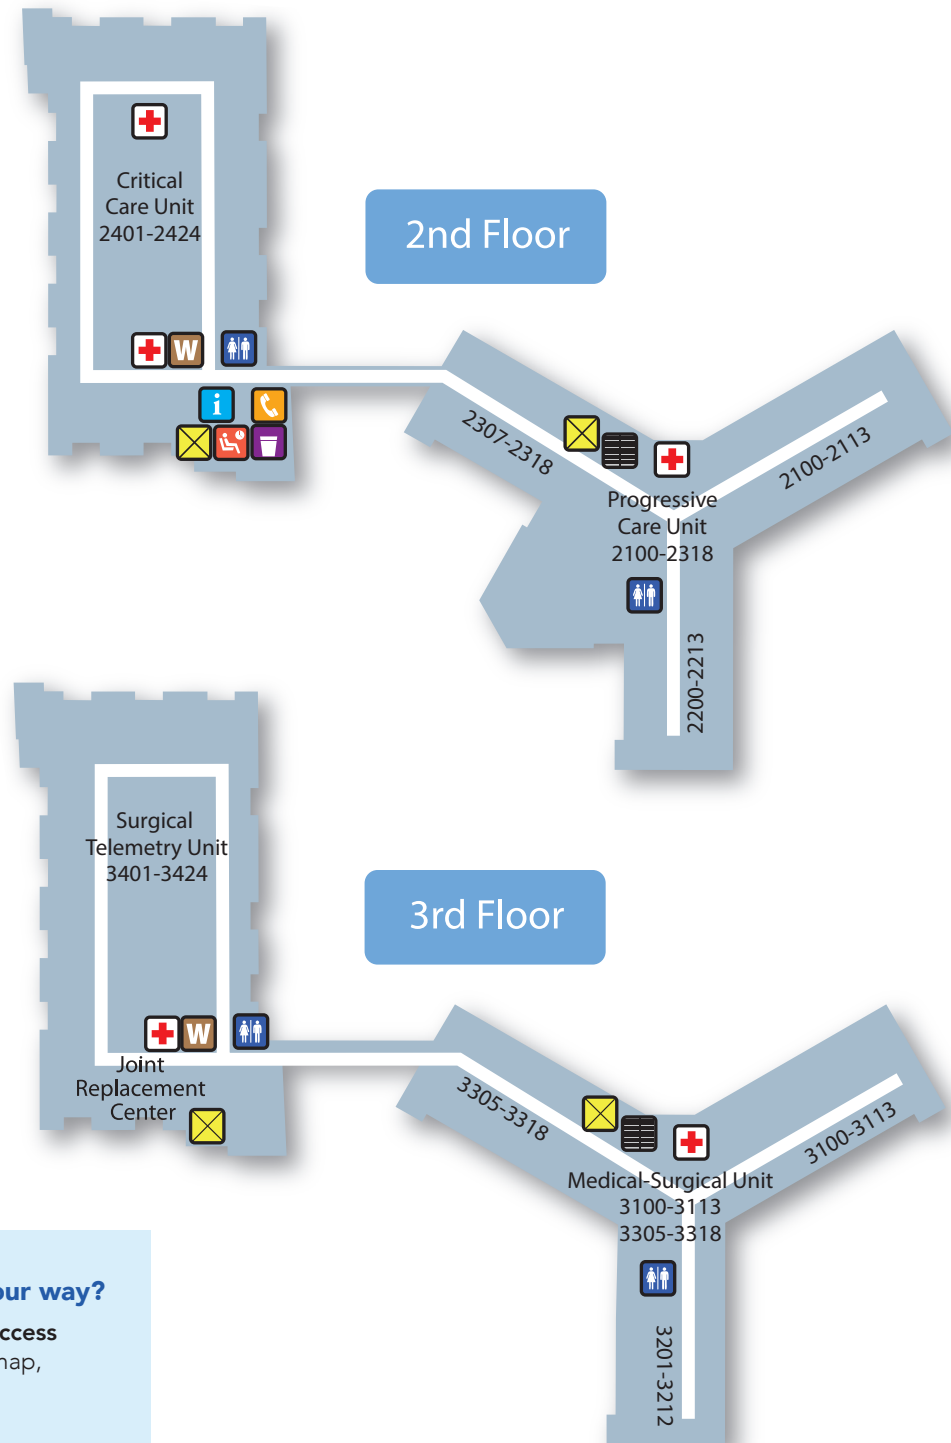 Critical
Care Unit
2401-2424
2nd Floor
W
i
2307-2318
2100-2113
Progressive
Care Unit
2100-2318
2200-2213
Surgical
Telemetry Unit
3401-3424
3rd Floor
W
Joint
Replacement
Center
3305-3318
3100-3113
Medical-Surgical Unit
3100-3113
3305-3318
3201-3212
our way?
ccess
map,